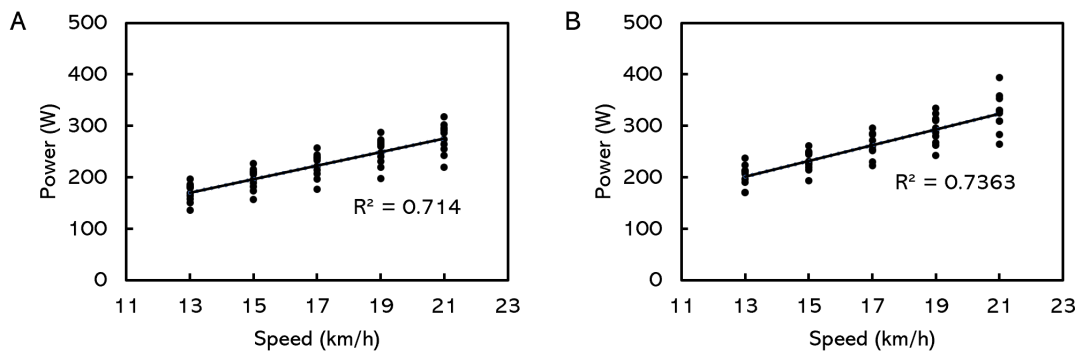 A
500
400
300
200
100
0
Power (W)
R² = 0.714
11 13 15 17 19 21 23
Speed (km/h)
B
500
400
300
200
100
0
Power (W)
R² = 0.7363
11 13 15 17 19 21 23
Speed (km/h)